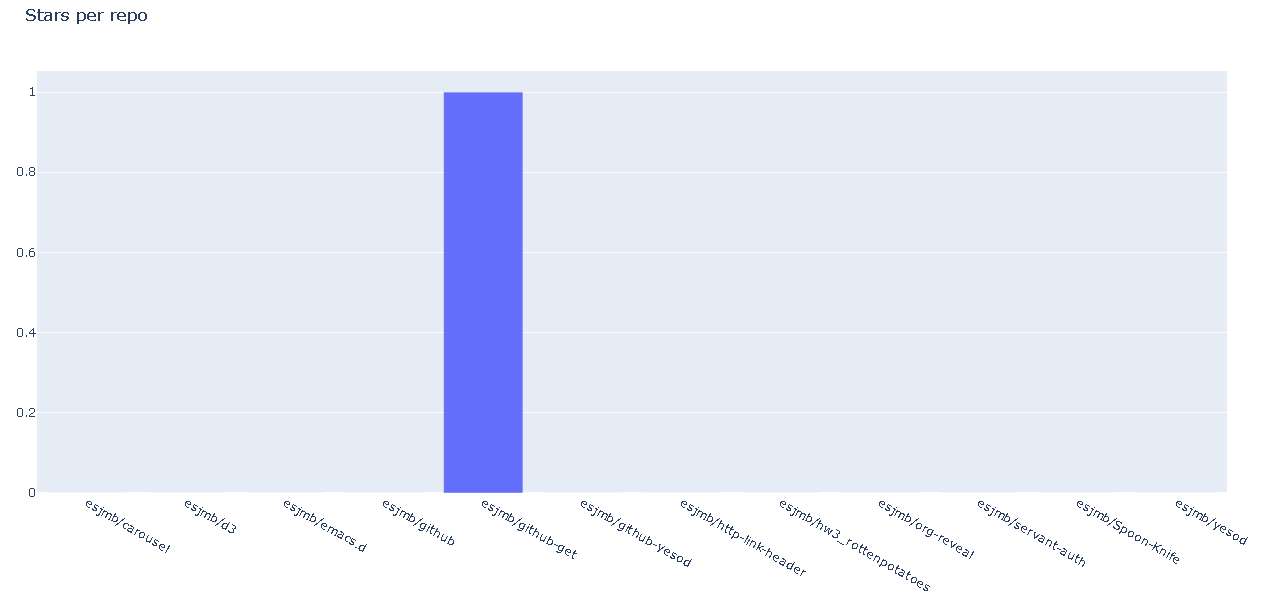 Stars per repo
1
0.8
0.6
0.4
0.2
0
esjmb/carousel
esjmb/d3
esjmb/emacs.d
esjmb/github
esjmb/github-get
esjmb/github-yesod
esjmb/http-link-header
esjmb/hw3_rottenpotatoes
esjmb/org-reveal
esjmb/servant-auth
esjmb/Spoon-Knife
esjmb/yesod